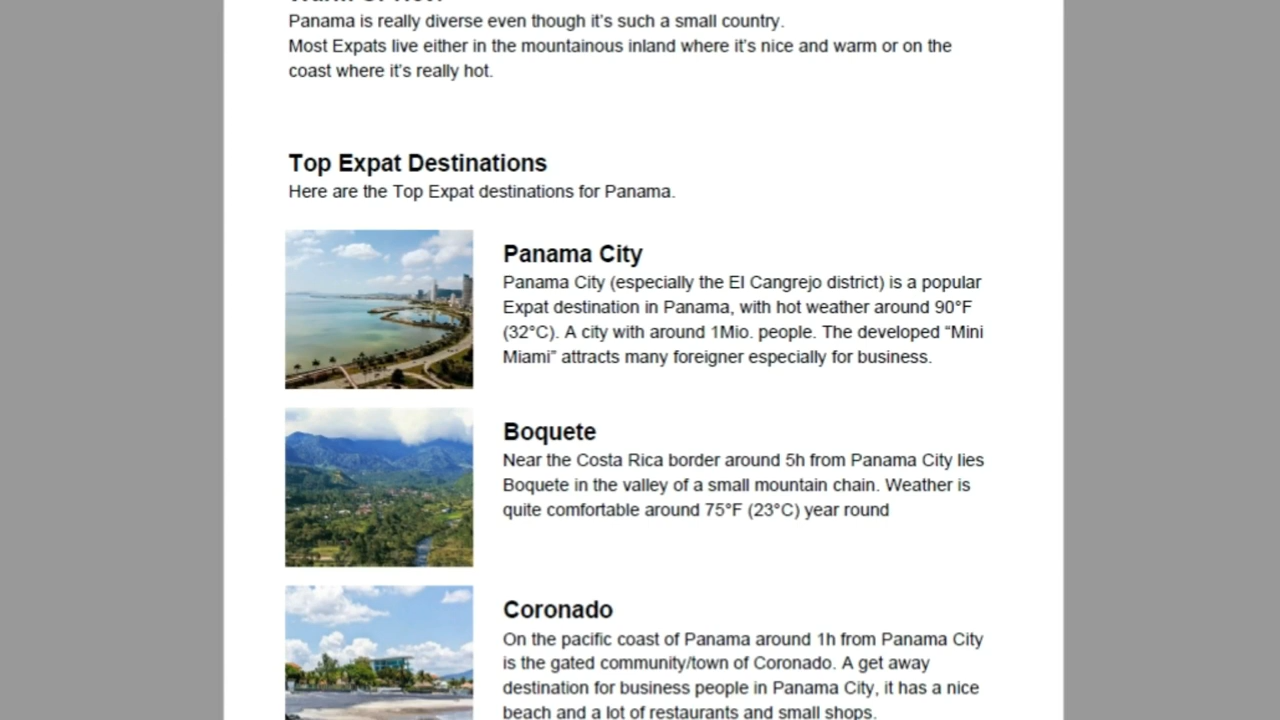 Panama is really diverse even though it's such a small country.
Most Expats live either in the mountainous inland where it's nice and warm or on the
coast where it's really hot.
Top Expat Destinations
Here are the Top Expat destinations for Panama.
Panama City
Panama City (especially the El Cangrejo district) is a popular
Expat destination in Panama, with hot weather around 90°F
(32°C). A city with around 1Mio. people. The developed “Mini
Miami” attracts many foreigner especially for business.
Boquete
Near the Costa Rica border around 5h from Panama City lies
Boquete in the valley of a small mountain chain. Weather is
quite comfortable around 75°F (23°C) year round
Coronado
On the pacific coast of Panama around 1h from Panama City
is the gated community/town of Coronado. A get away
destination for business people in Panama City, it has a nice
beach and a lot of restaurants and small shops.